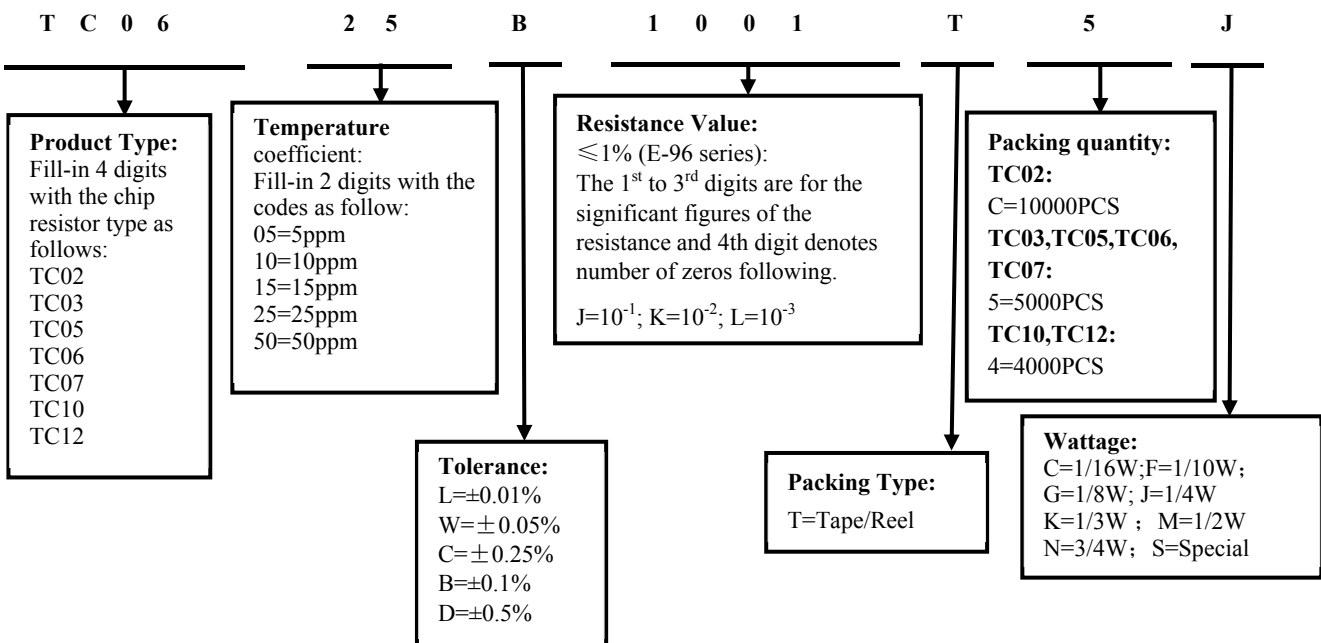 T C 0 6 2 5 B 1 0 0 1 T 5 J
Product Type:
Fill-in 4 digits
with the chip
resistor type as
follows:
TC02
TC03
TC05
TC06
TC07
TC10
TC12
Temperature
coefficient:
Fill-in 2 digits with the
codes as follow:
05=5ppm
10=10ppm
15=15ppm
25=25ppm
50=50ppm
Tolerance:
L=±0.01%
W=±0.05%
C=±0.25%
B=±0.1%
D=±0.5%
Resistance Value:
≤1% (E-96 series):
The 1st to 3rd digits are for the
significant figures of the
resistance and 4th digit denotes
number of zeros following.
J=10-1; K=10-2; L=10-3
Packing Type:
T=Tape/Reel
Packing quantity:
TC02:
C=10000PCS
TC03,TC05,TC06,
TC07:
5=5000PCS
TC10,TC12:
4=4000PCS
Wattage:
C=1/16W;F=1/10W;
G=1/8W; J=1/4W
K=1/3W ; M=1/2W
N=3/4W; S=Special